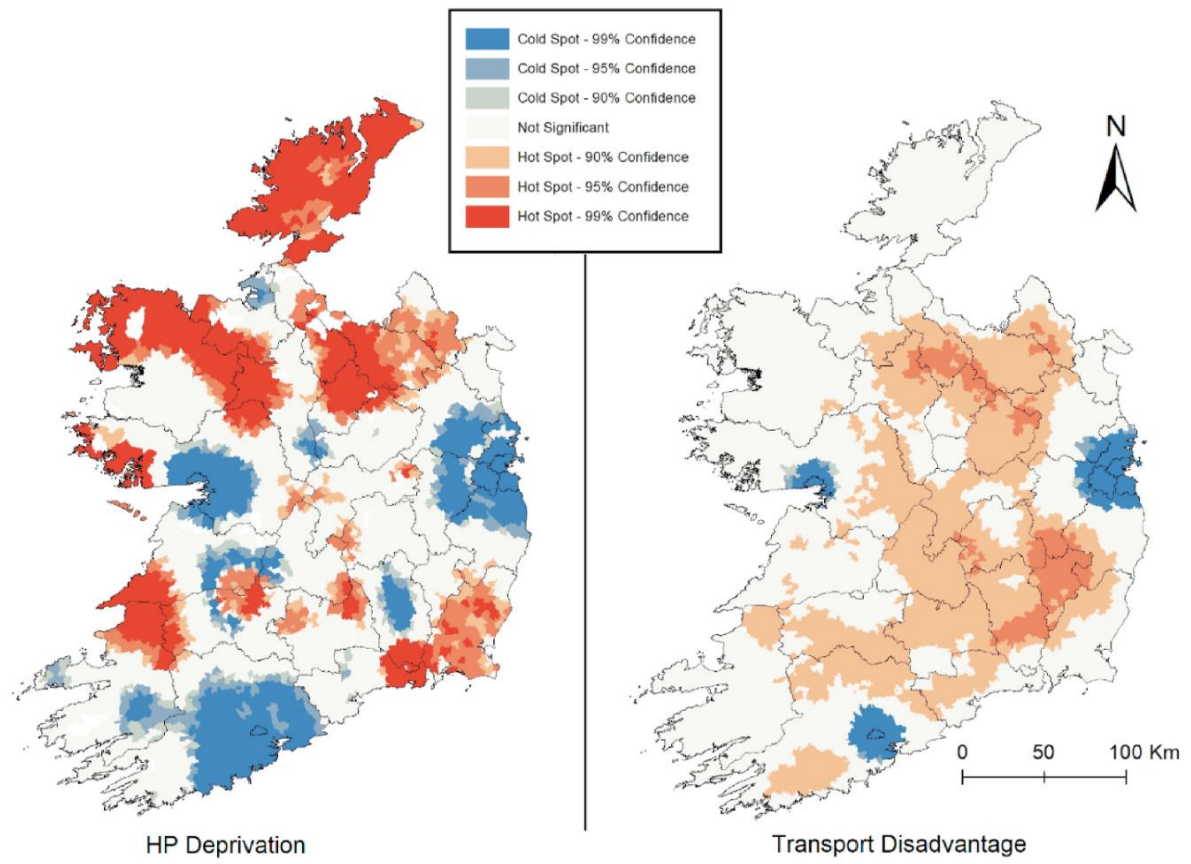 Cold Spot - 99% Confidence
Cold Spot - 95% Confidence
Cold Spot - 90% Confidence
Not Significant
Hot Spot - 90% Confidence
Hot Spot - 95% Confidence
Hot Spot - 99% Confidence
N
0 50 100 Km
HP Deprivation
Transport Disadvantage